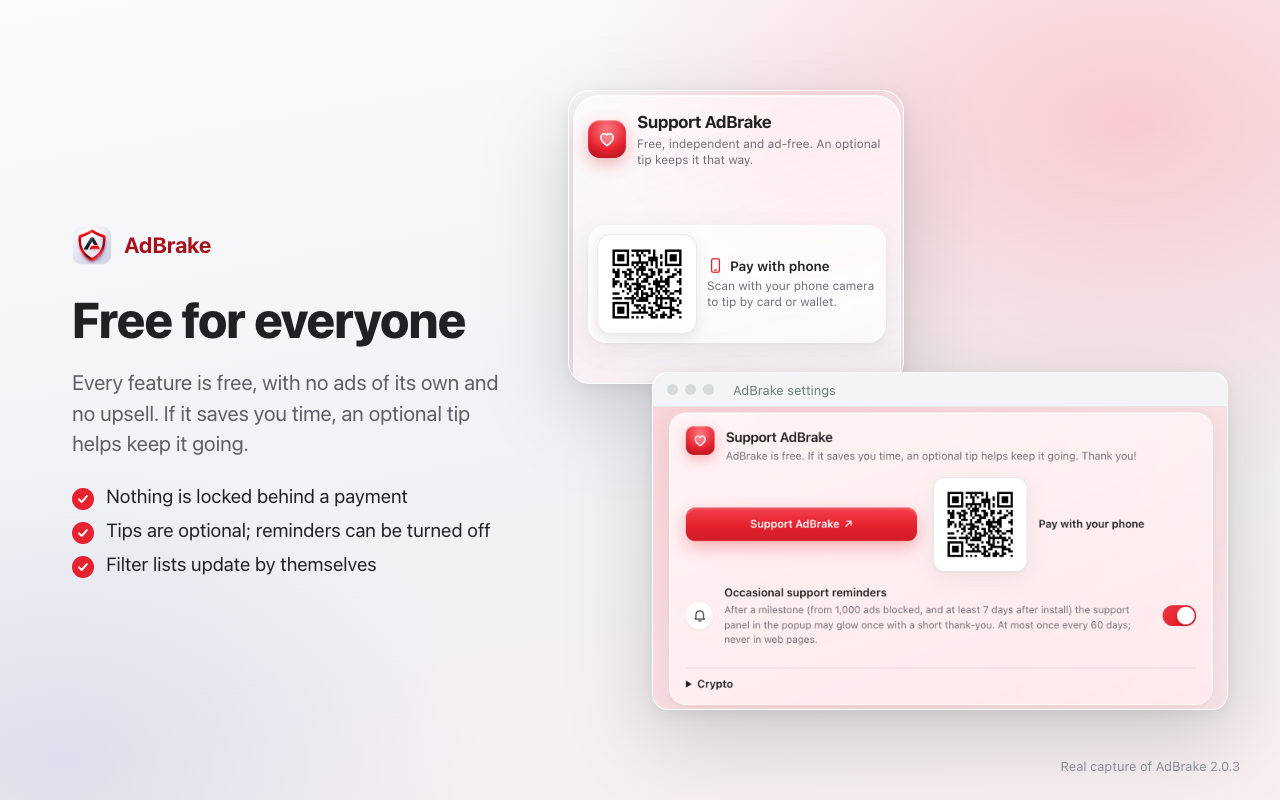 AdBrake
Free for everyone
Every feature is free, with no ads of its own and
no upsell. If it saves you time, an optional tip
helps keep it going.
Nothing is locked behind a payment
Tips are optional; reminders can be turned off
Filter lists update by themselves
Support AdBrake
Free, independent and ad-free. An optional
tip keeps it that way.
Pay with phone
Scan with your phone camera
to tip by card or wallet.
AdBrake settings
Support AdBrake
AdBrake is free. If it saves you time, an optional tip helps keep it going. Thank you!
Support AdBrake ↗
Pay with your phone
Occasional support reminders
After a milestone (from 1,000 ads blocked, and at least 7 days after install) the support
panel in the popup may glow once with a short thank-you. At most once every 60 days;
never in web pages.
Crypto
Real capture of AdBrake 2.0.3